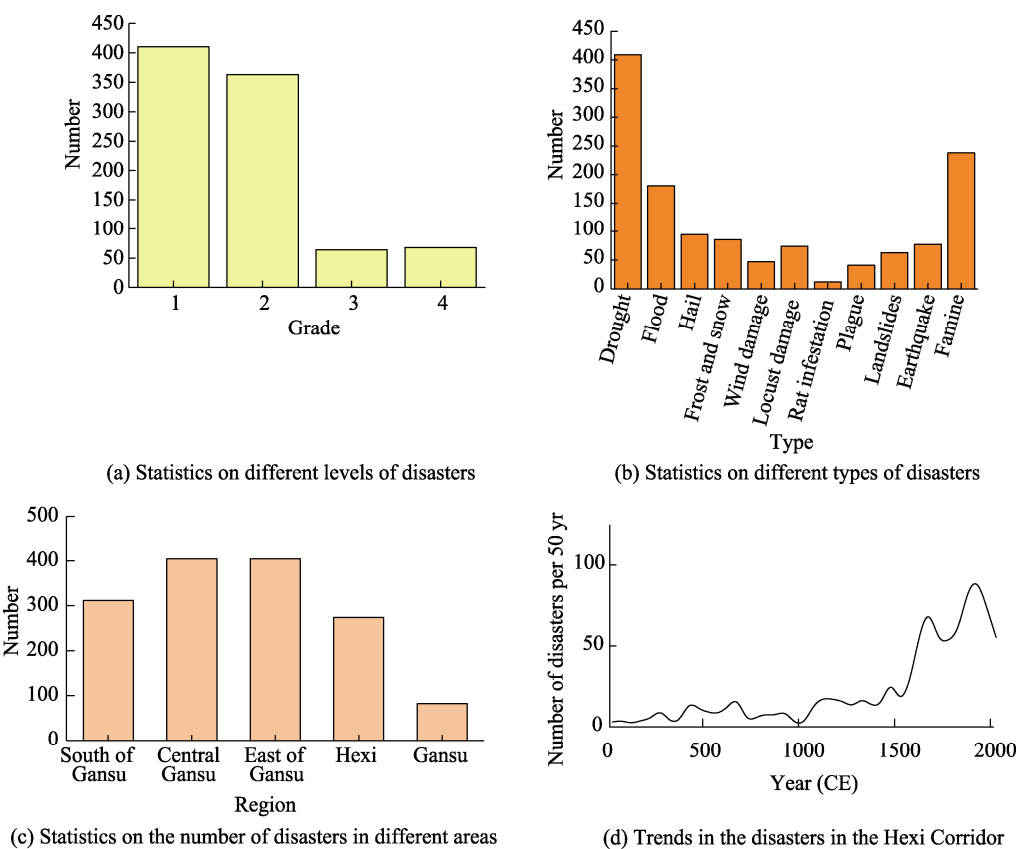 450
400
350
300
250
200
150
100
50
0
Number
1 2 3 4
Grade
(a) Statistics on different levels of disasters
450
400
350
300
250
200
150
100
50
0
Number
Drought
Flood
Hail
Frost and snow
Wind damage
Locust damage
Rat infestation
Plague
Landslides
Earthquake
Famine
Type
(b) Statistics on different types of disasters
500
400
300
200
100
0
Number
South of
Gansu
Central
Gansu
East of
Gansu
Hexi
Gansu
Region
(c) Statistics on the number of disasters in different areas
Number of disasters per 50 yr
100
50
0
0 500 1000 1500 2000
Year (CE)
(d) Trends in the disasters in the Hexi Corridor